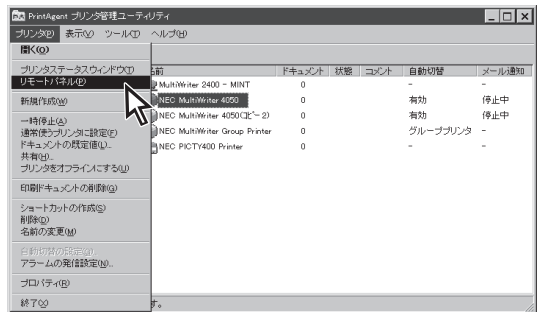 PrintAgent プリンタ管理ユーティリティ
プリンタ(P) 表示(V) ツール(T) ヘルプ(H)
開く(O)
プリンタステータスウィンドウ(T)
リモートパネル(P)
新規作成(W)
一時停止(A)
通常使うプリンタに設定(F)
ドキュメントの既定値(L)...
共有(H)...
プリンタをオフラインにする(U)
印刷ドキュメントの削除(G)
ショートカットの作成(S)
削除(D)
名前の変更(M)
アラームの発信設定(N)...
プロパティ(R)
終了(X)
名前 ドキュメント 状態 コメント 自動切替 メール通知
MultiWriter 2400 - MINT 0 - -
NEC MultiWriter 4050 0 有効 停止中
NEC MultiWriter 4050(コピー 2) 0 有効 停止中
NEC MultiWriter Group Printer 0 グループプリンタ -
NEC PICTY400 Printer 0 - -
す。